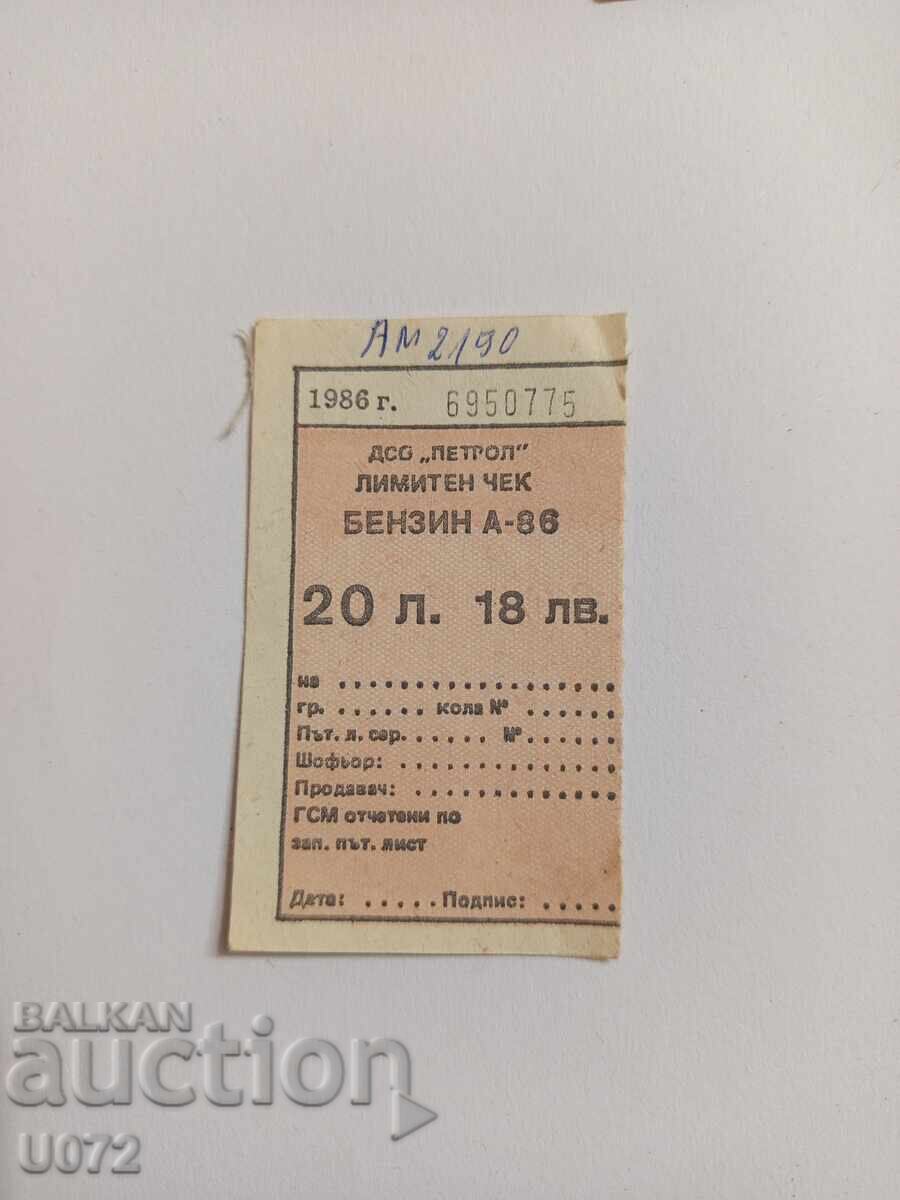 Ам 2190
1986 г. 6950775
ДСО „ПЕТРОЛ"
ЛИМИТЕН ЧЕК
БЕНЗИН А-86
20 л. 18 лв.
на . . . . . . . . . . . . . . . . .
гр. . . . . . . кола № . . . . . .
Път. л. сер. . . . . . №. . . . . .
Шофьор: . . . . . . . . . . . . .
Продавач: . . . . . . . . . . . . .
ГСМ отчетени по
зап. път. лист
Дата: . . . . . Подпис: . . . . .
BALKAN
auction
U072